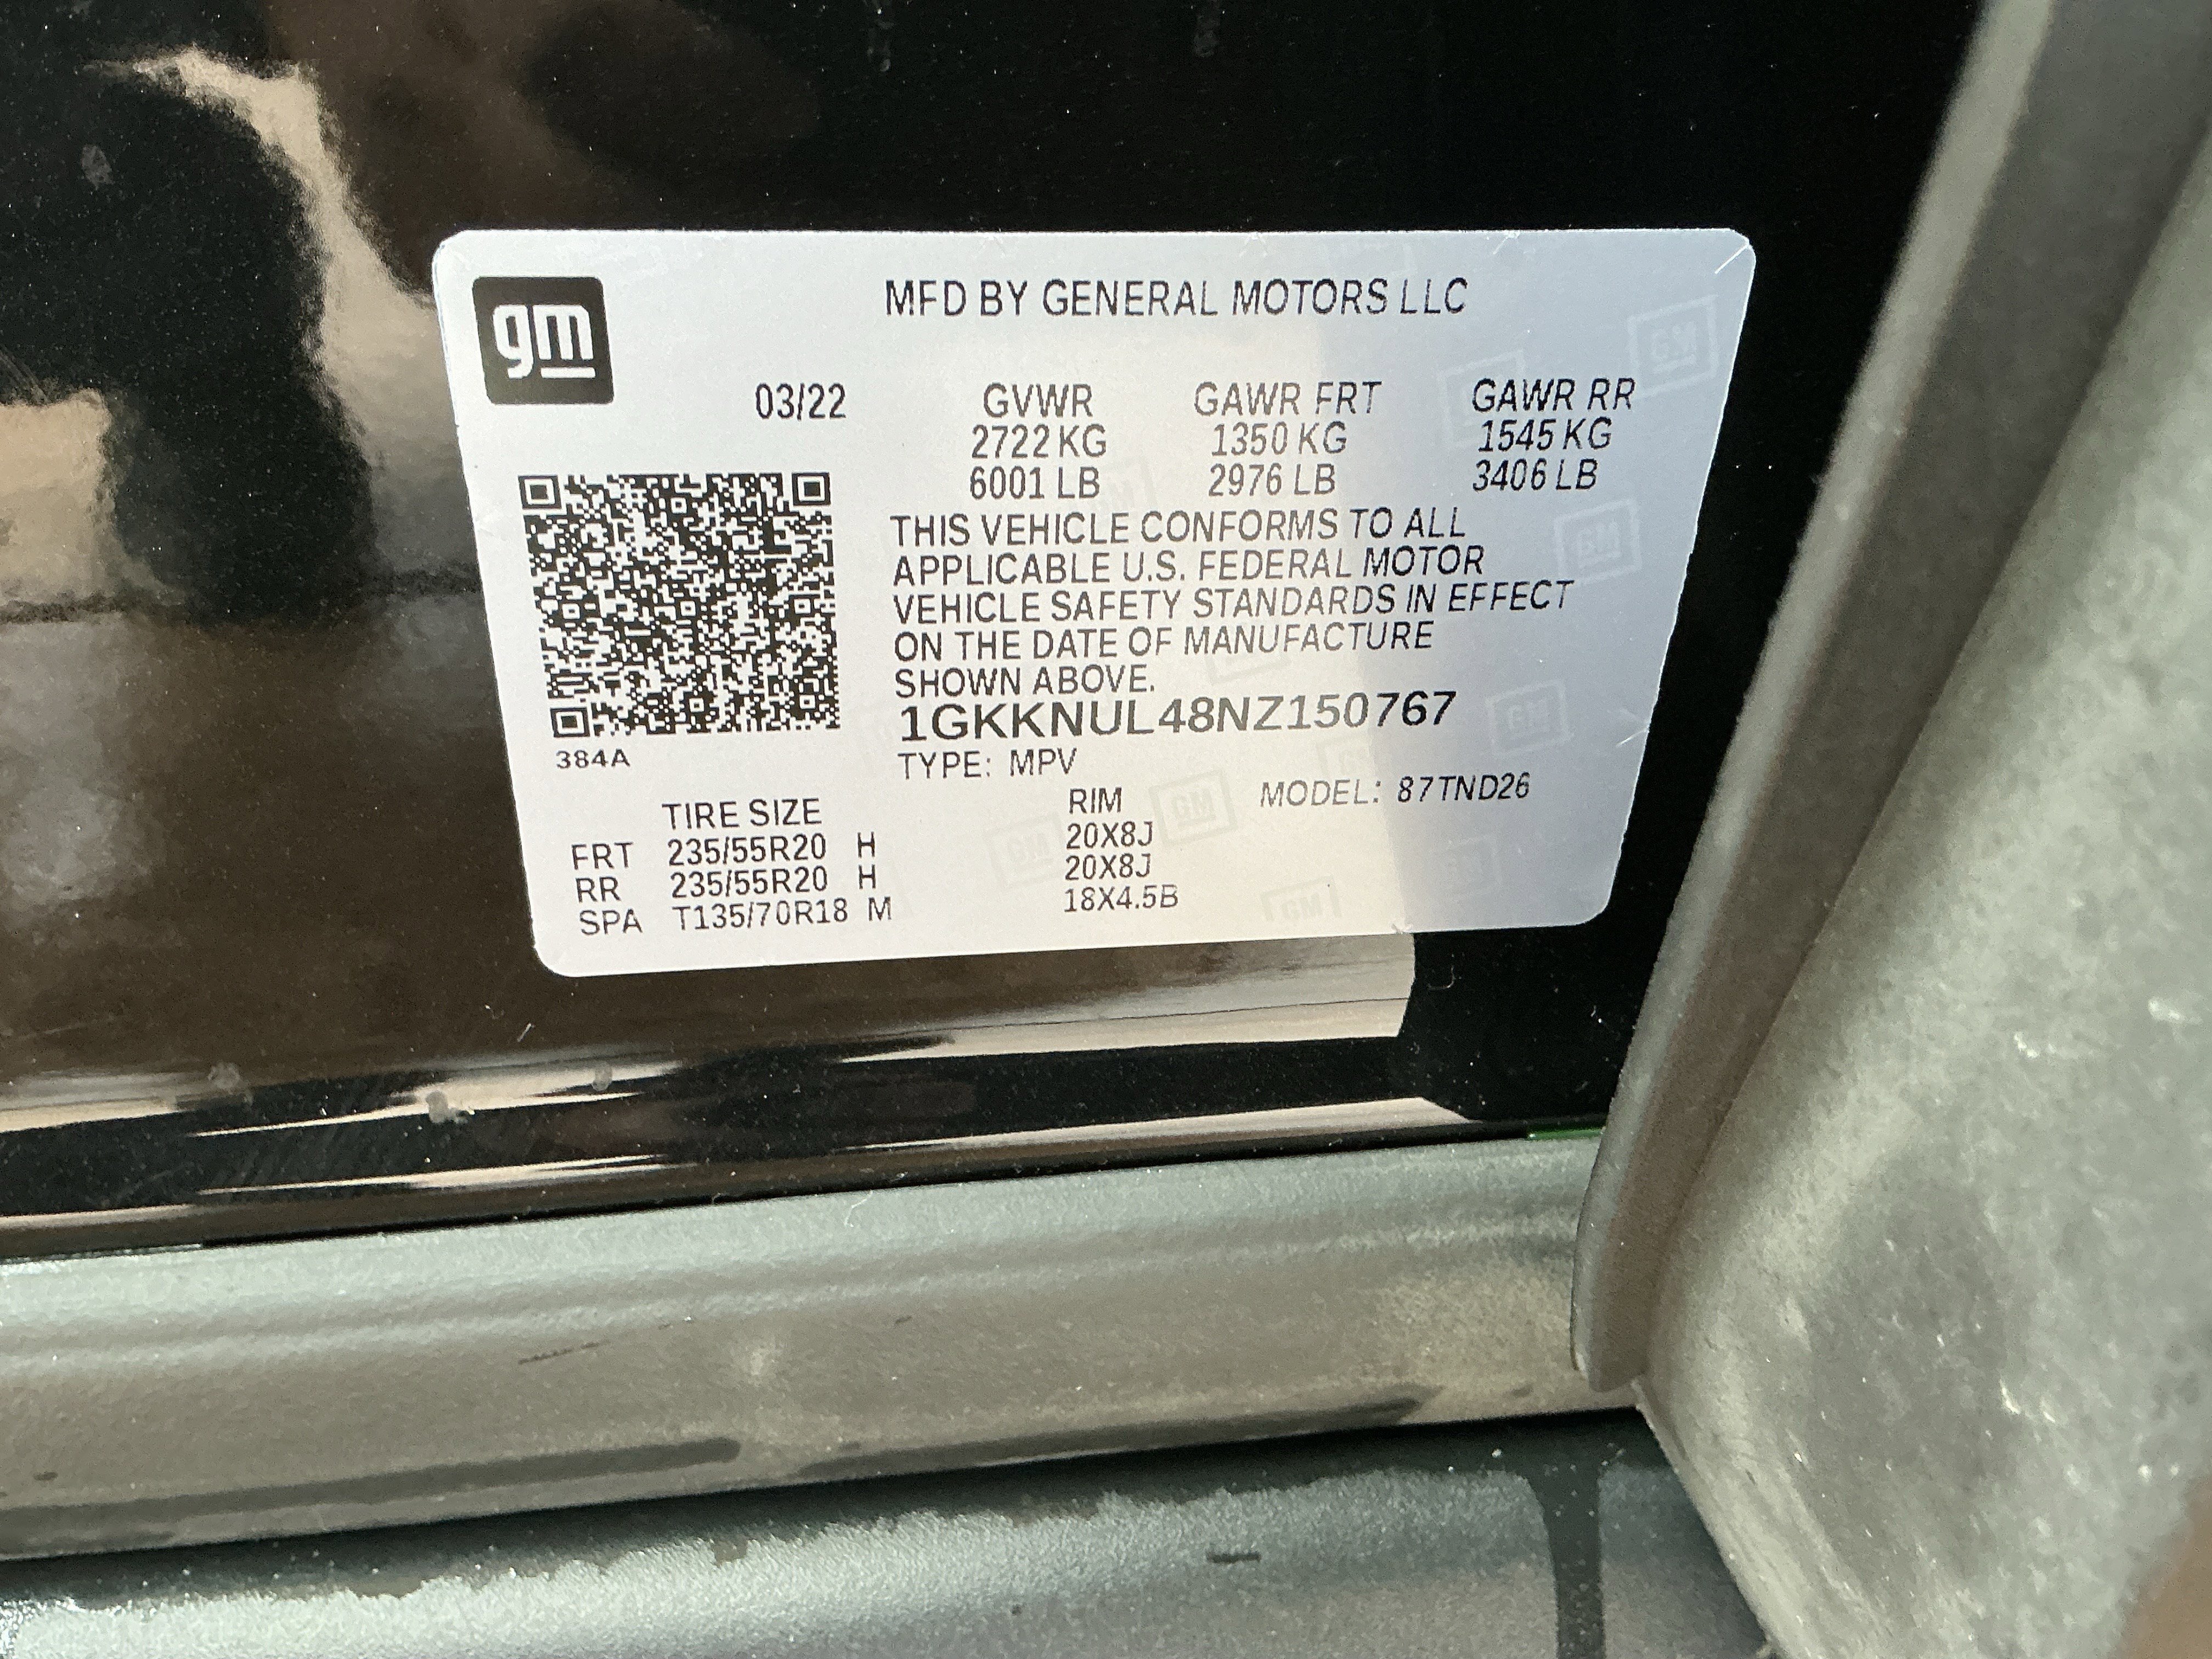 gm
MFD BY GENERAL MOTORS LLC
03/22 GVWR GAWR FRT GAWR RR
2722 KG 1350 KG 1545 KG
6001 LB 2976 LB 3406 LB
THIS VEHICLE CONFORMS TO ALL
APPLICABLE U.S. FEDERAL MOTOR
VEHICLE SAFETY STANDARDS IN EFFECT
ON THE DATE OF MANUFACTURE
SHOWN ABOVE.
1GKKNUL48NZ150767
384A
TYPE: MPV
MODEL: 87TND26
TIRE SIZE RIM
FRT 235/55R20 H 20X8J
RR 235/55R20 H 20X8J
SPA T135/70R18 M 18X4.5B